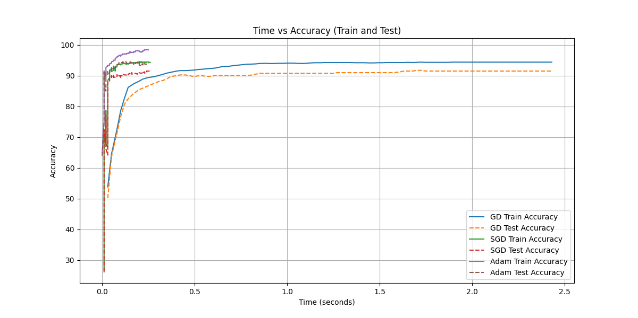 Time vs Accuracy (Train and Test)
100
90
80
70
60
50
40
30
Accuracy
0.0
0.5
1.0
1.5
2.0
2.5
Time (seconds)
GD Train Accuracy
GD Test Accuracy
SGD Train Accuracy
SGD Test Accuracy
Adam Train Accuracy
Adam Test Accuracy